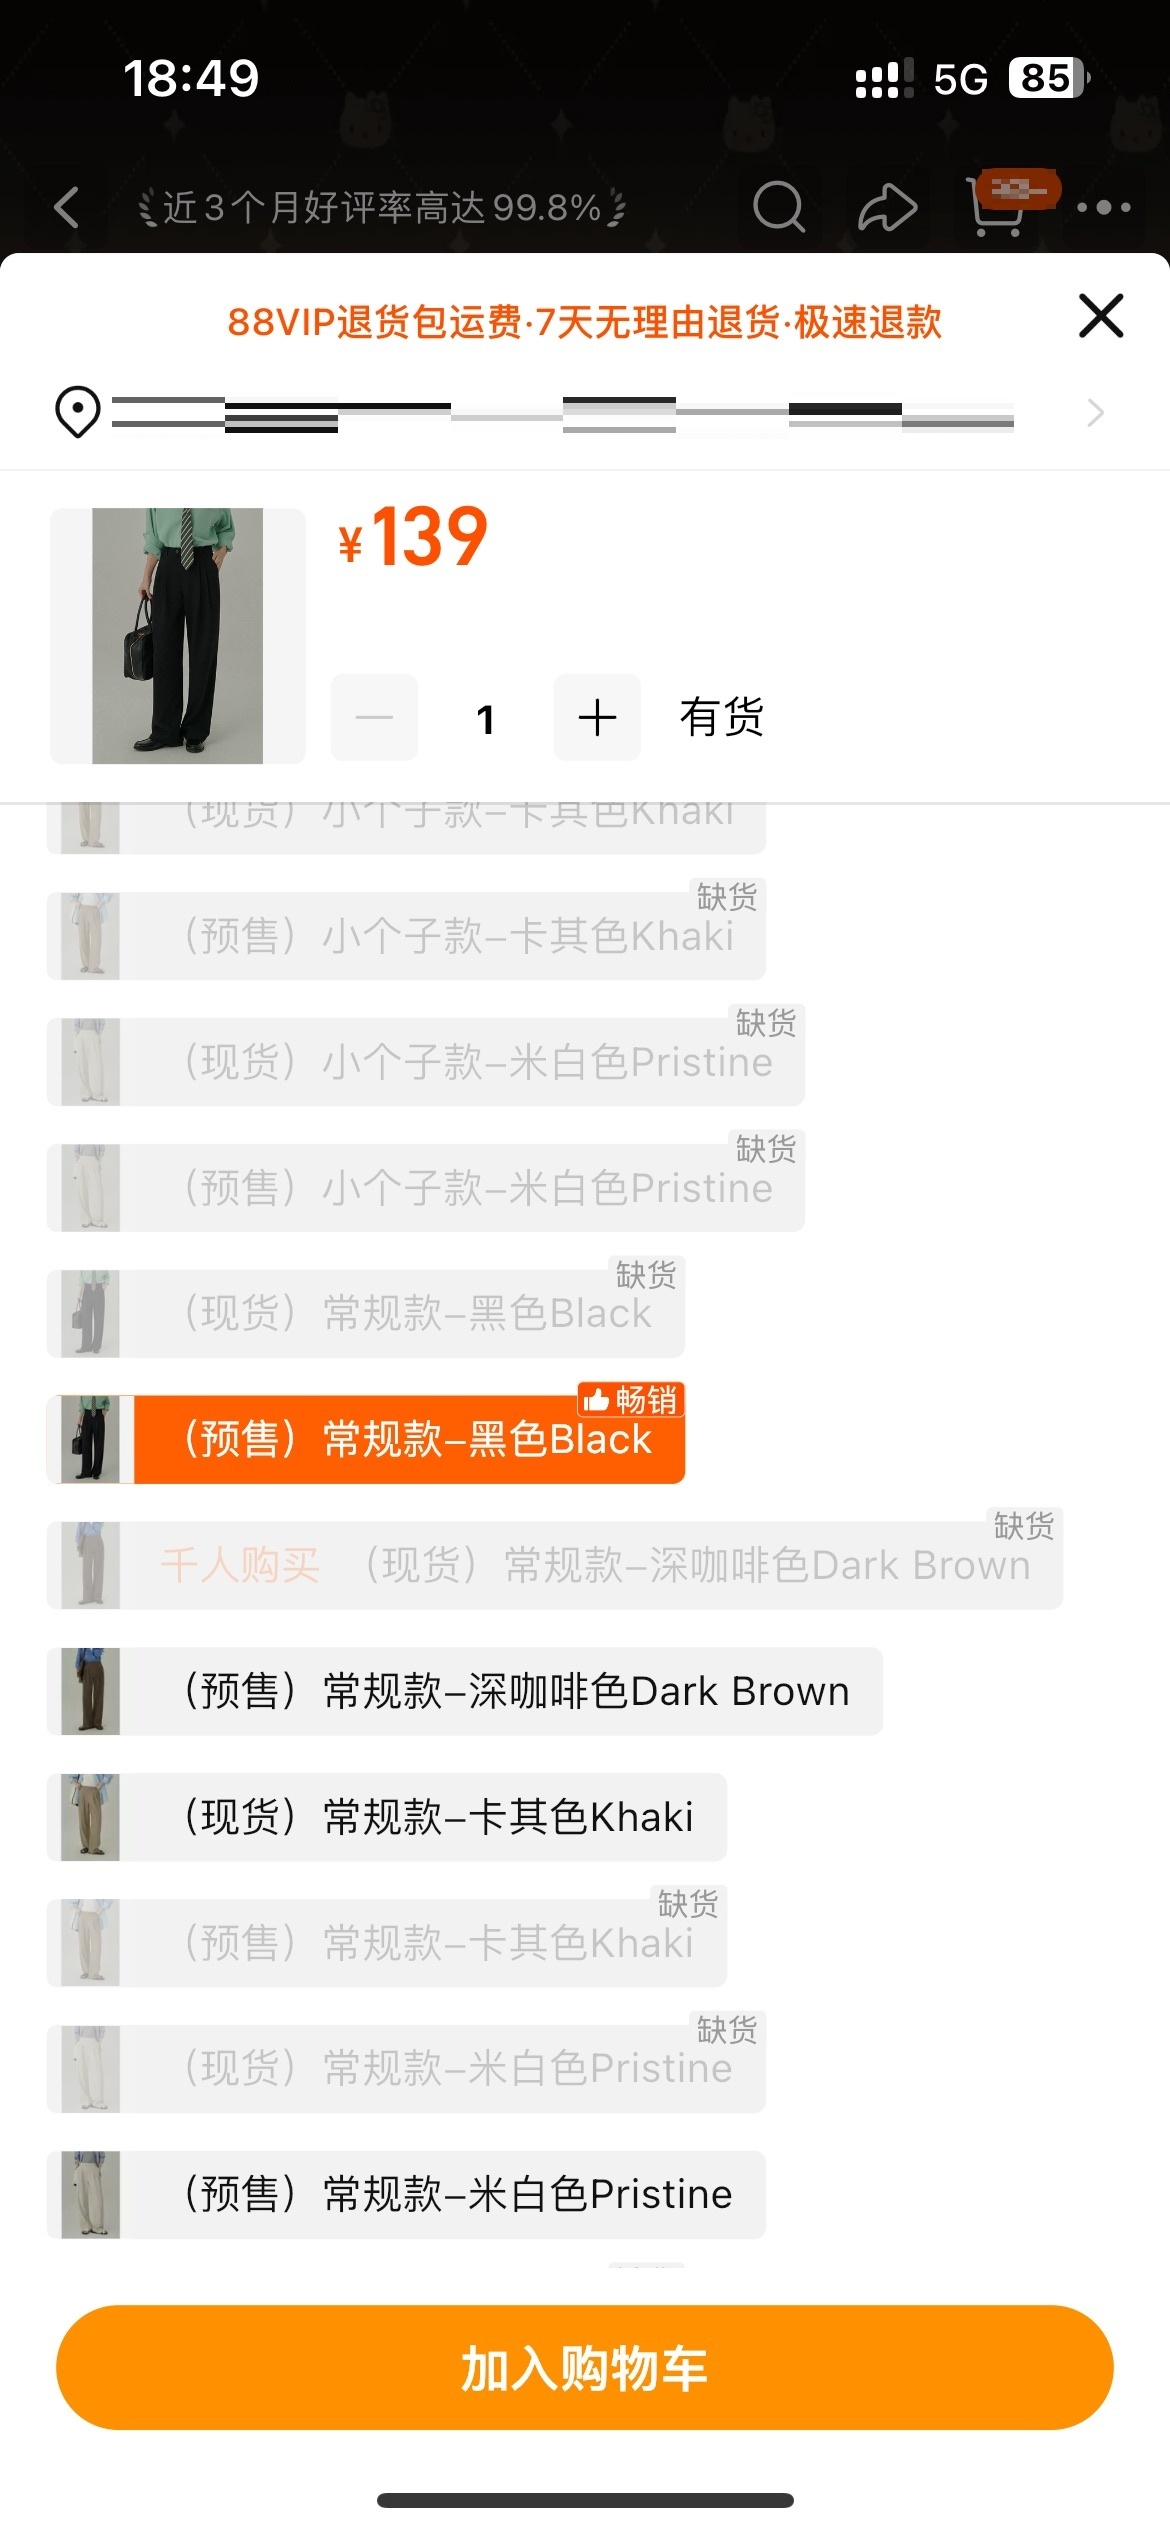 18:49
5G 85
近3个月好评率高达99.8%
88VIP退货包运费·7天无理由退货·极速退款
¥139
1
有货
(现货) 小个子款-卡其色Khaki
缺货
(预售) 小个子款-卡其色Khaki
缺货
(现货) 小个子款-米白色Pristine
缺货
(预售) 小个子款-米白色Pristine
缺货
(现货) 常规款-黑色Black
畅销
(预售) 常规款-黑色Black
缺货
千人购买 (现货) 常规款-深咖啡色Dark Brown
(预售) 常规款-深咖啡色Dark Brown
(现货) 常规款-卡其色Khaki
缺货
(预售) 常规款-卡其色Khaki
缺货
(现货) 常规款-米白色Pristine
(预售) 常规款-米白色Pristine
加入购物车